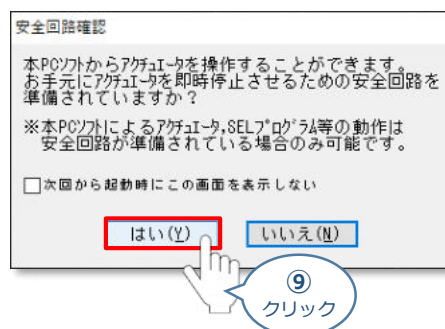 安全回路確認
本PCソフトからアクチュエータを操作することができます。
お手元にアクチュエータを即時停止させるための安全回路を
準備されていますか？
※本PCソフトによるアクチュエータ,SELプログラム等の動作は
安全回路が準備されている場合のみ可能です。
次回から起動時にこの画面を表示しない
はい(Y) いいえ(N)
⑨
クリック